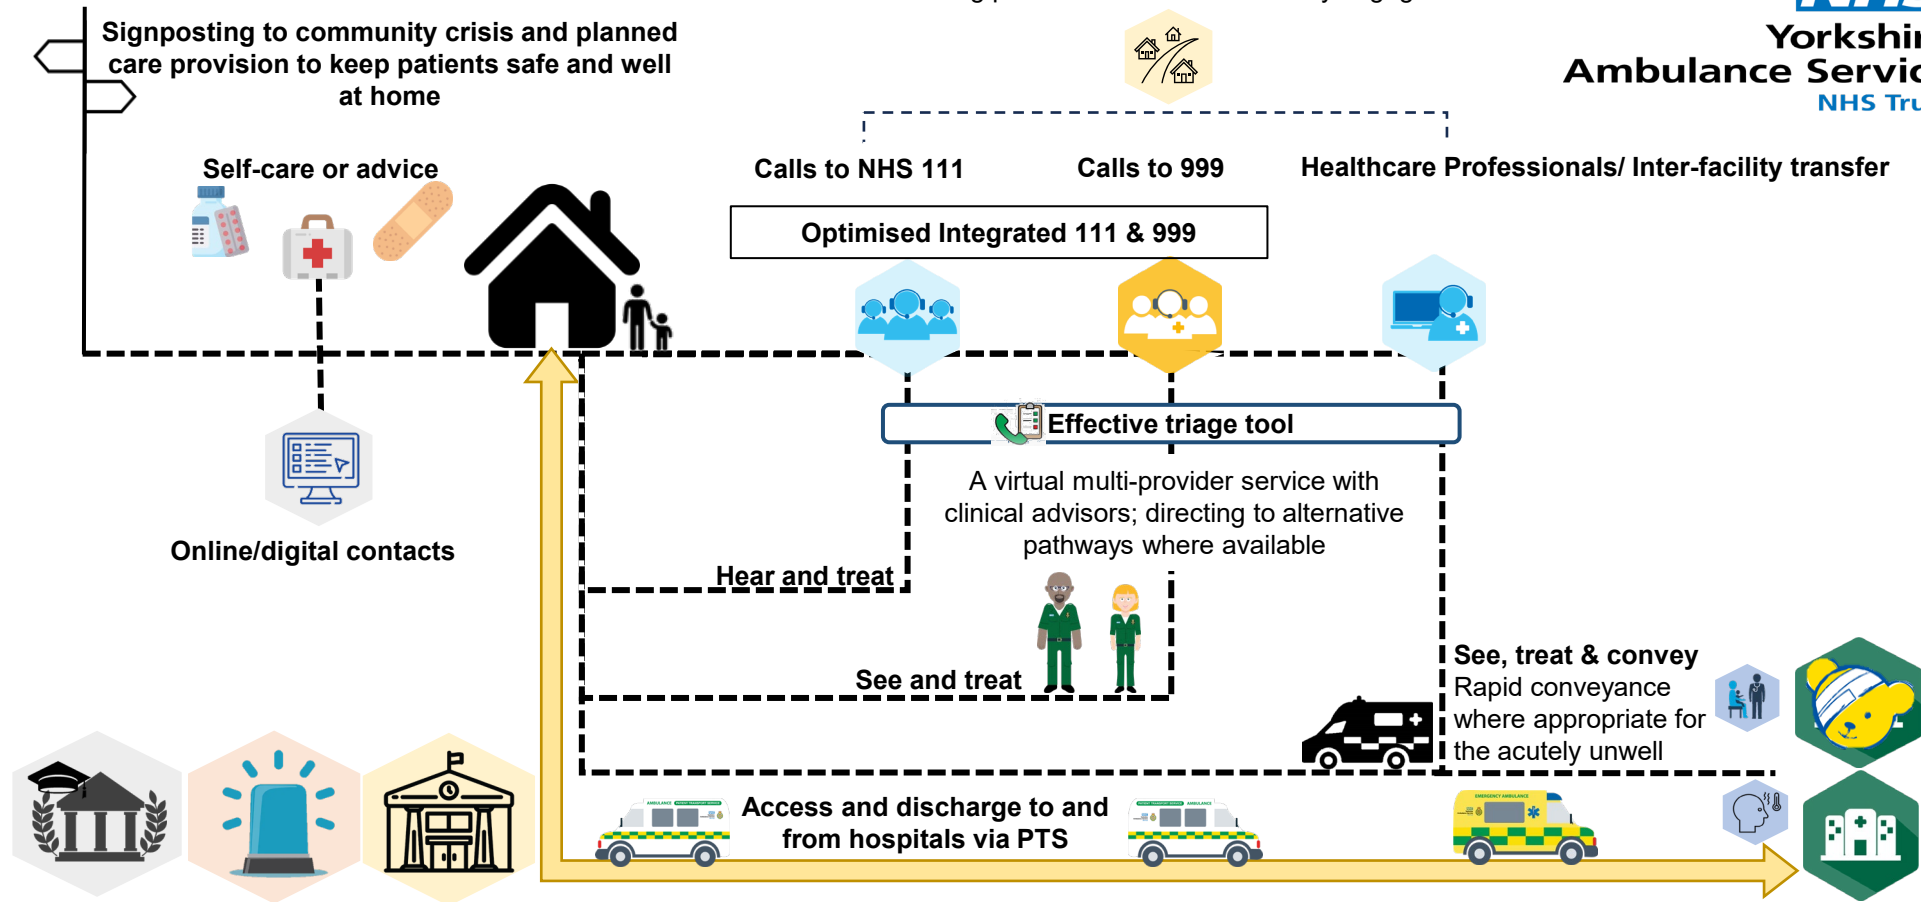 Signposting to community crisis and planned
care provision to keep patients safe and well
at home
Yorkshir
Ambulance Servic
NHS Tru
Self-care or advice
Calls to NHS 111
Calls to 999
Healthcare Professionals/ Inter-facility transfer
Optimised Integrated 111 & 999
Effective triage tool
A virtual multi-provider service with
clinical advisors; directing to alternative
pathways where available
Online/digital contacts
Hear and treat
See and treat
See, treat & convey
Rapid conveyance
where appropriate for
the acutely unwell
Access and discharge to and
from hospitals via PTS
AMBULANCE
EMERGENCY AMBULANCE